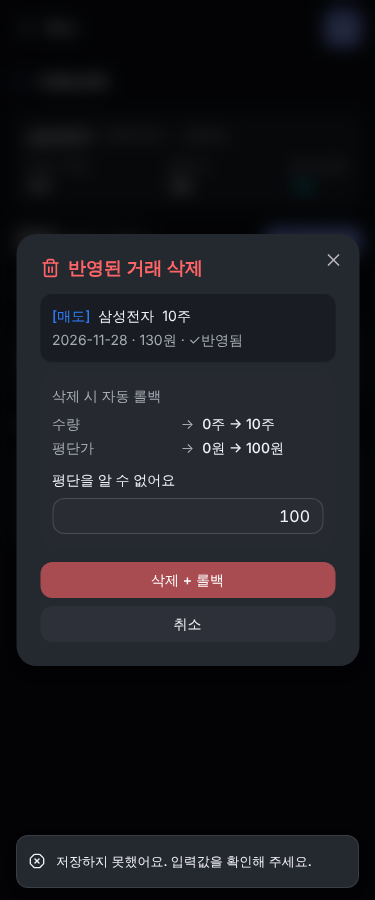 반영된 거래 삭제
[매도] 삼성전자 10주
2026-11-28 · 130원 · ✓반영됨
삭제 시 자동 롤백
수량 → 0주 → 10주
평단가 → 0원 → 100원
평단을 알 수 없어요
100
삭제 + 롤백
취소
저장하지 못했어요. 입력값을 확인해 주세요.